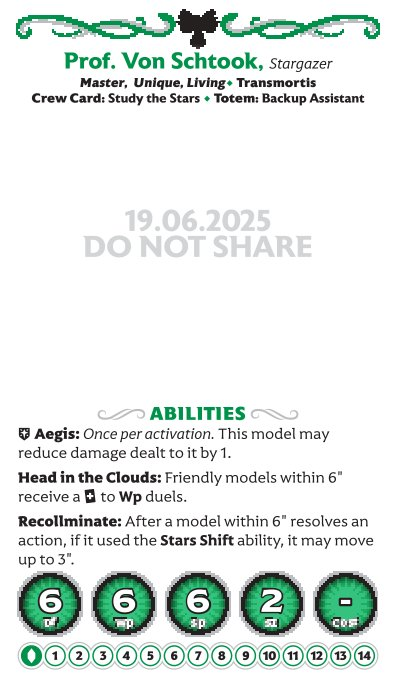 Prof. Von Schtook, Stargazer
Master, Unique, Living⬥ Transmortis
Crew Card: Study the Stars ⬥ Totem: Backup Assistant
19.06.2025
DO NOT SHARE
ABILITIES
Aegis: Once per activation. This model may
reduce damage dealt to it by 1.
Head in the Clouds: Friendly models within 6"
receive a + to Wp duels.
Recollminate: After a model within 6" resolves an
action, if it used the Stars Shift ability, it may move
up to 3".
6 6 6 2 -
Df Wp Sp Sz Cost
1 2 3 4 5 6 7 8 9 10 11 12 13 14